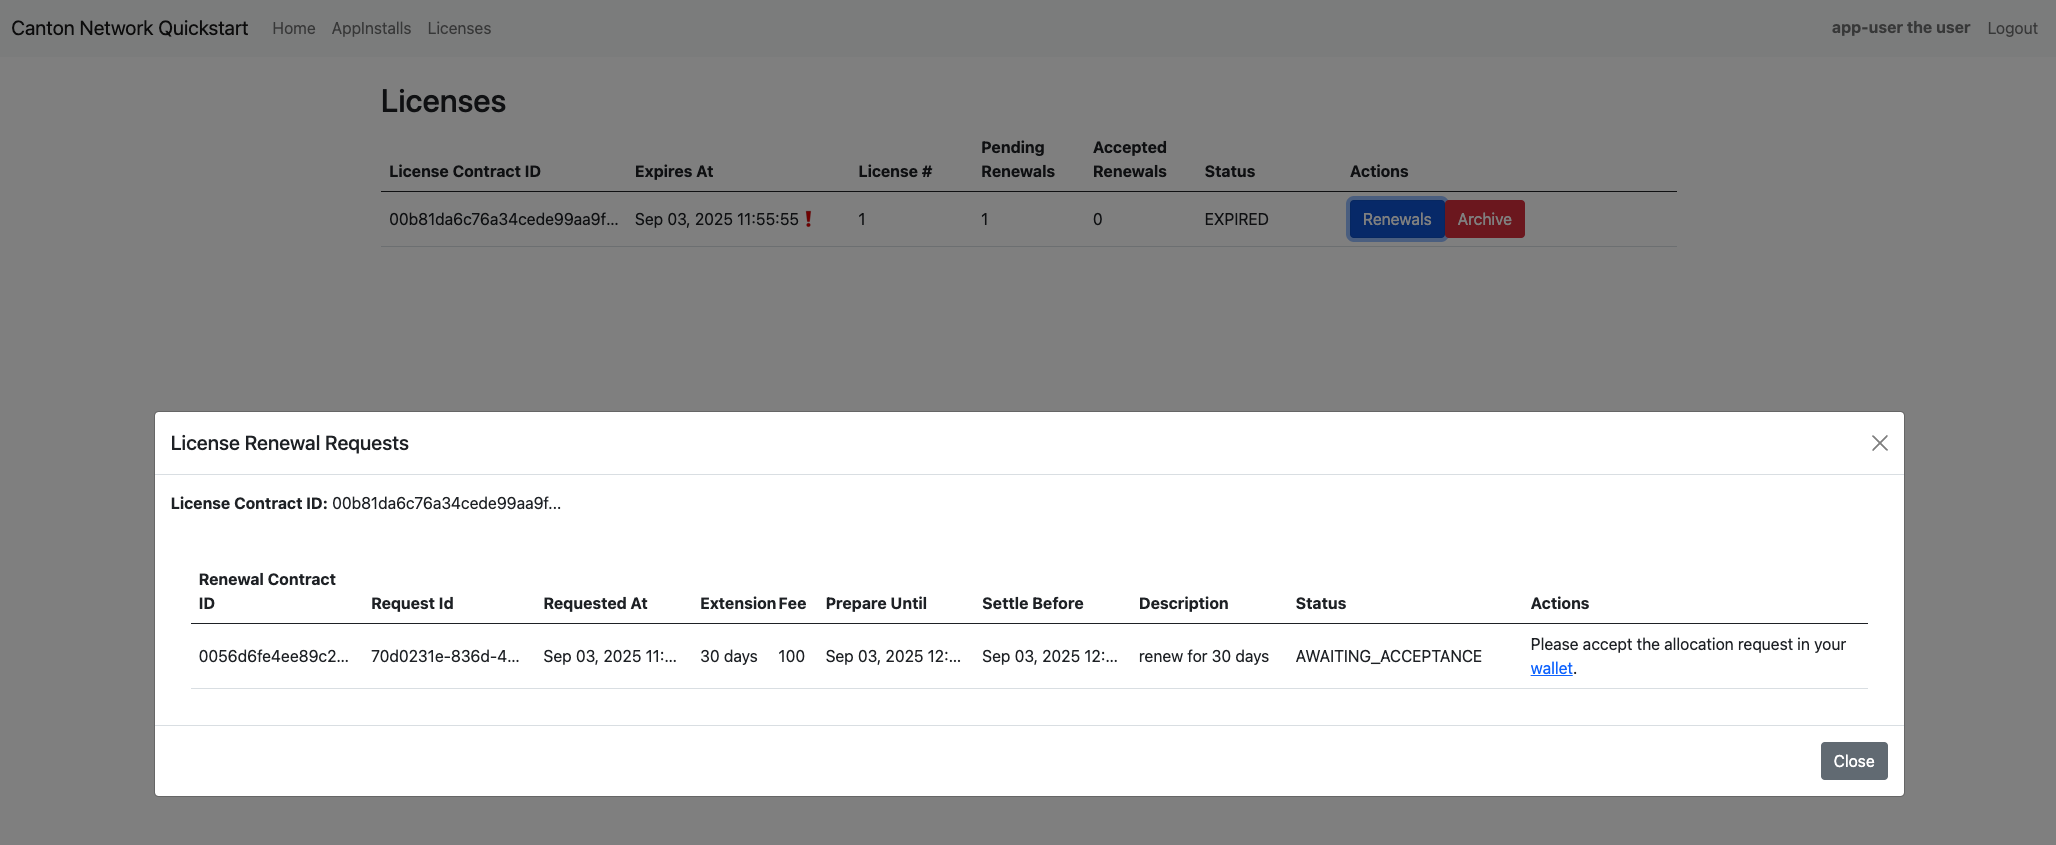 Canton Network Quickstart Home AppInstalls Licenses app-user the user Logout
Licenses
License Contract ID Expires At License # Pending Renewals Accepted Renewals Status Actions
00b81da6c76a34cede99aa9f... Sep 03, 2025 11:55:55 ❗ 1 1 0 EXPIRED Renewals Archive
License Renewal Requests
License Contract ID: 00b81da6c76a34cede99aa9f...
Renewal Contract ID Request Id Requested At Extension Fee Prepare Until Settle Before Description Status Actions
0056d6fe4ee89c2... 70d0231e-836d-4... Sep 03, 2025 11:... 30 days 100 Sep 03, 2025 12:... Sep 03, 2025 12:... renew for 30 days AWAITING_ACCEPTANCE Please accept the allocation request in your wallet.
Close